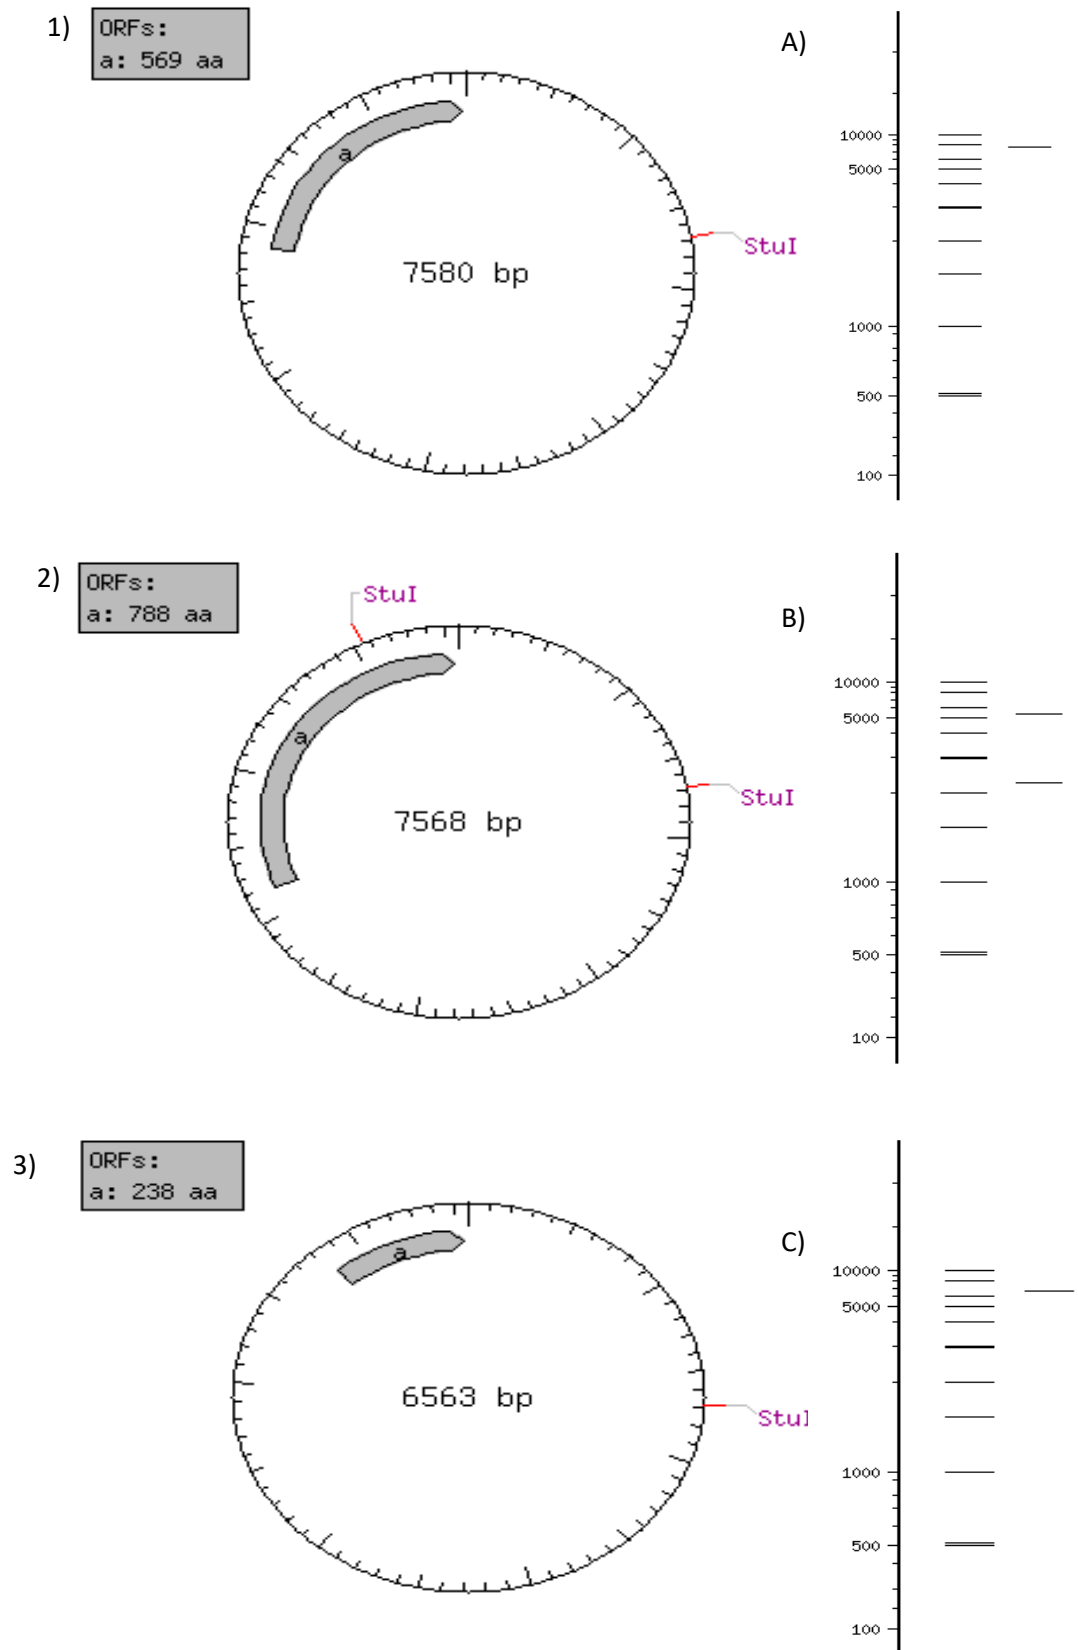 1)
ORFs:
a: 569 aa
a
7580 bp
StuI
A)
10000
5000
1000
500
100
2)
ORFs:
a: 788 aa
StuI
a
7568 bp
StuI
B)
10000
5000
1000
500
100
3)
ORFs:
a: 238 aa
a
6563 bp
StuI
C)
10000
5000
1000
500
100